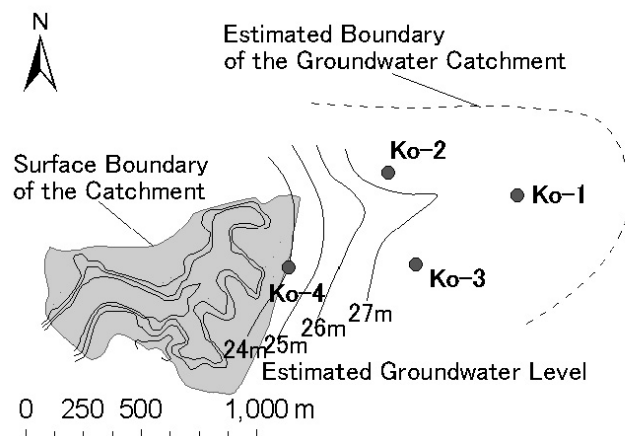 N
Estimated Boundary
of the Groundwater Catchment
Surface Boundary
of the Catchment
Ko-2
Ko-1
Ko-3
Ko-4
24m
25m
26m
27m
Estimated Groundwater Level
0 250 500 1,000 m